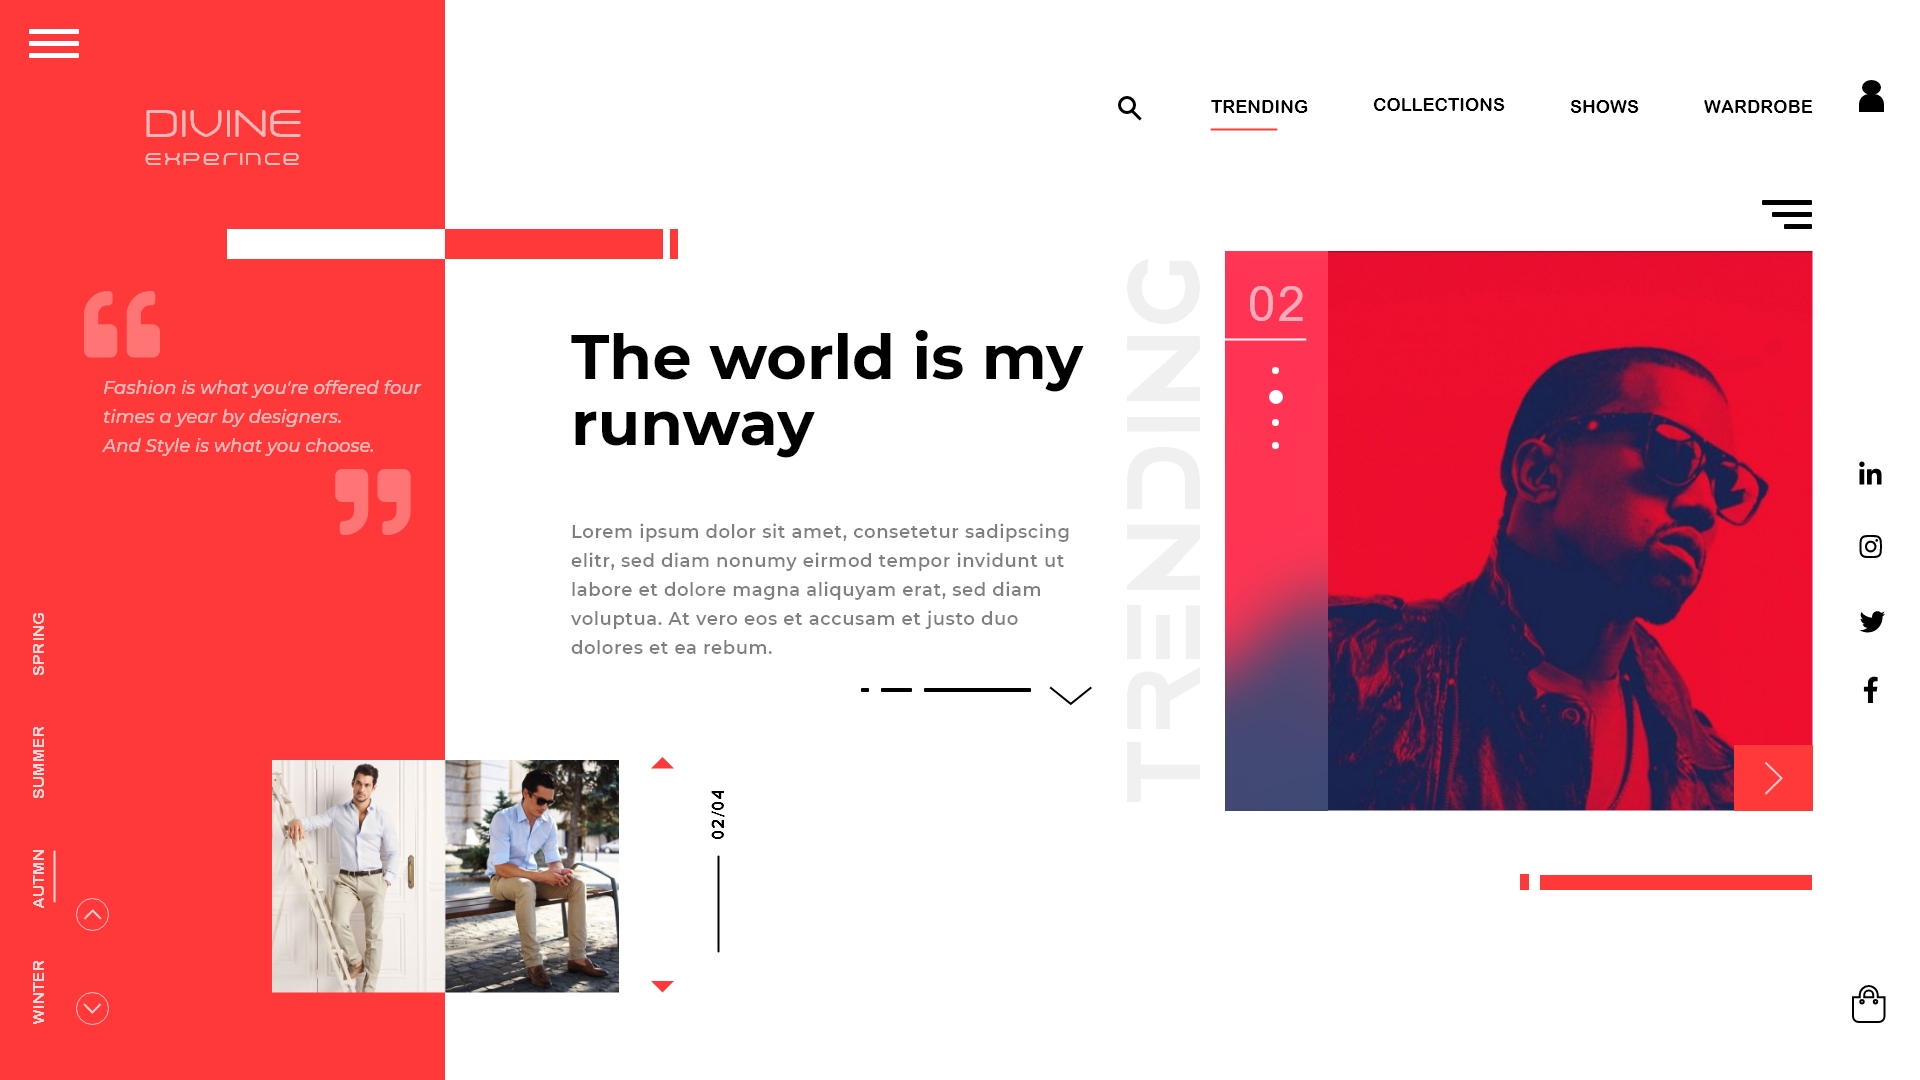 DIVINE
experince
TRENDING
COLLECTIONS
SHOWS
WARDROBE
Fashion is what you're offered four
times a year by designers.
And Style is what you choose.
The world is my
runway
Lorem ipsum dolor sit amet, consetetur sadipscing
elitr, sed diam nonumy eirmod tempor invidunt ut
labore et dolore magna aliquyam erat, sed diam
voluptua. At vero eos et accusam et justo duo
dolores et ea rebum.
TRENDING
02
SPRING
SUMMER
AUTMN
WINTER
02/04